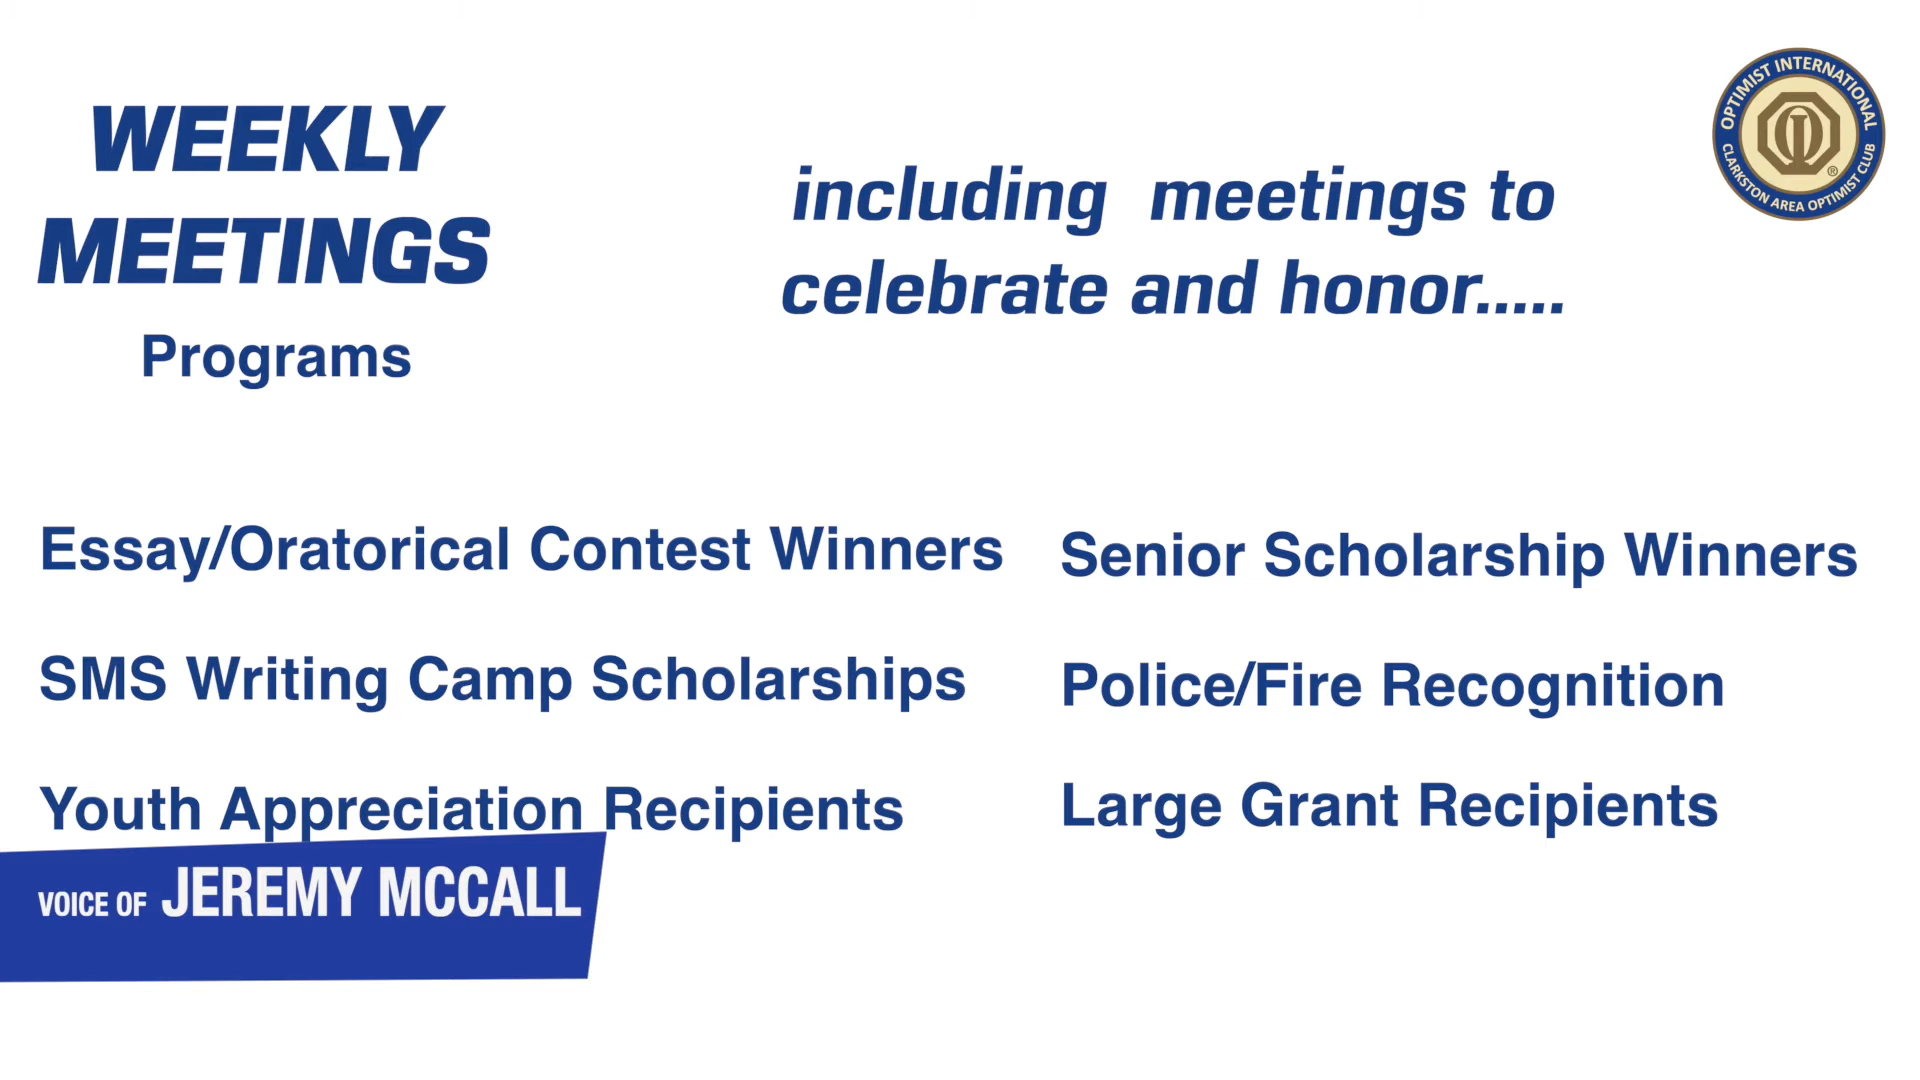 WEEKLY
MEETINGS
Programs
including meetings to
celebrate and honor.....
OPTIMIST INTERNATIONAL
CLARKSTON AREA OPTIMIST CLUB
®
Essay/Oratorical Contest Winners
SMS Writing Camp Scholarships
Youth Appreciation Recipients
Senior Scholarship Winners
Police/Fire Recognition
Large Grant Recipients
VOICE OF JEREMY MCCALL